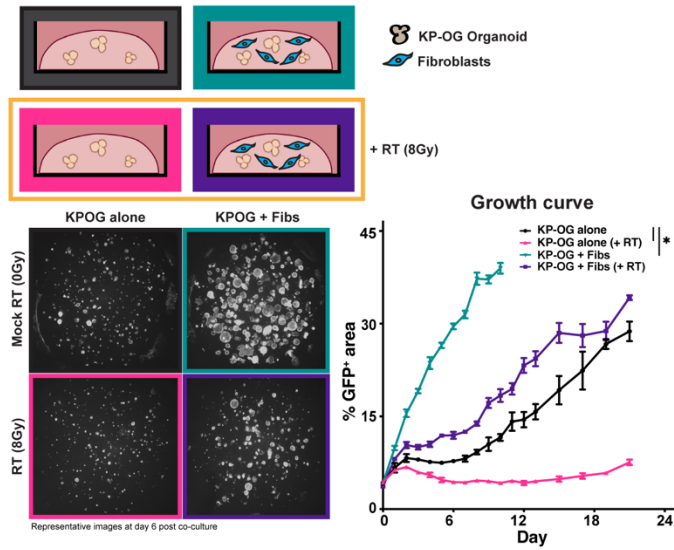 KP-OG Organoid
Fibroblasts
+ RT (8Gy)
KPOG alone
KPOG + Fibs
Mock RT (0Gy)
RT (8Gy)
Representative images at day 6 post co-culture
Growth curve
45
30
15
0
% GFP⁺ area
KP-OG alone
KP-OG alone (+ RT)
KP-OG + Fibs
KP-OG + Fibs (+ RT)
*
0
6
12
18
24
Day